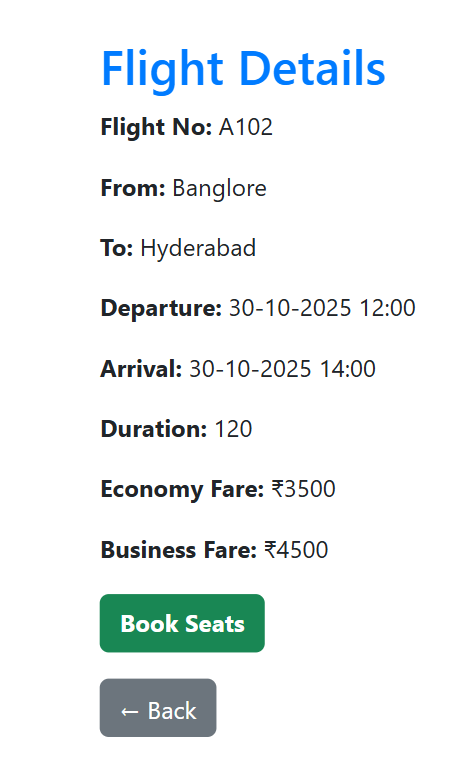 Flight Details
Flight No: A102
From: Banglore
To: Hyderabad
Departure: 30-10-2025 12:00
Arrival: 30-10-2025 14:00
Duration: 120
Economy Fare: ₹3500
Business Fare: ₹4500
Book Seats
← Back